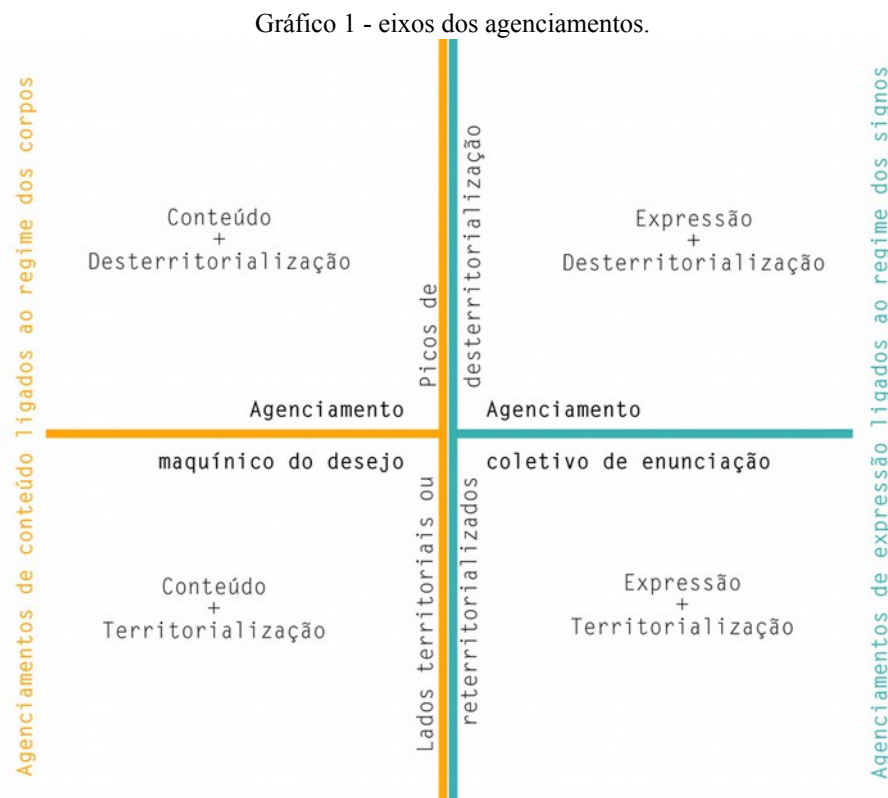 Gráfico 1 - eixos dos agenciamentos.
Agenciamentos de conteúdo ligados ao regime dos corpos
Conteúdo
+
Desterritorialização
Picos de
desterritorialização
Expressão
+
Desterritorialização
Agenciamento
maquínico do desejo
Agenciamento
coletivo de enunciação
Conteúdo
+
Territorialização
Lados territoriais ou
reterritorializados
Expressão
+
Territorialização
Agenciamentos de expressão ligados ao regime dos signos